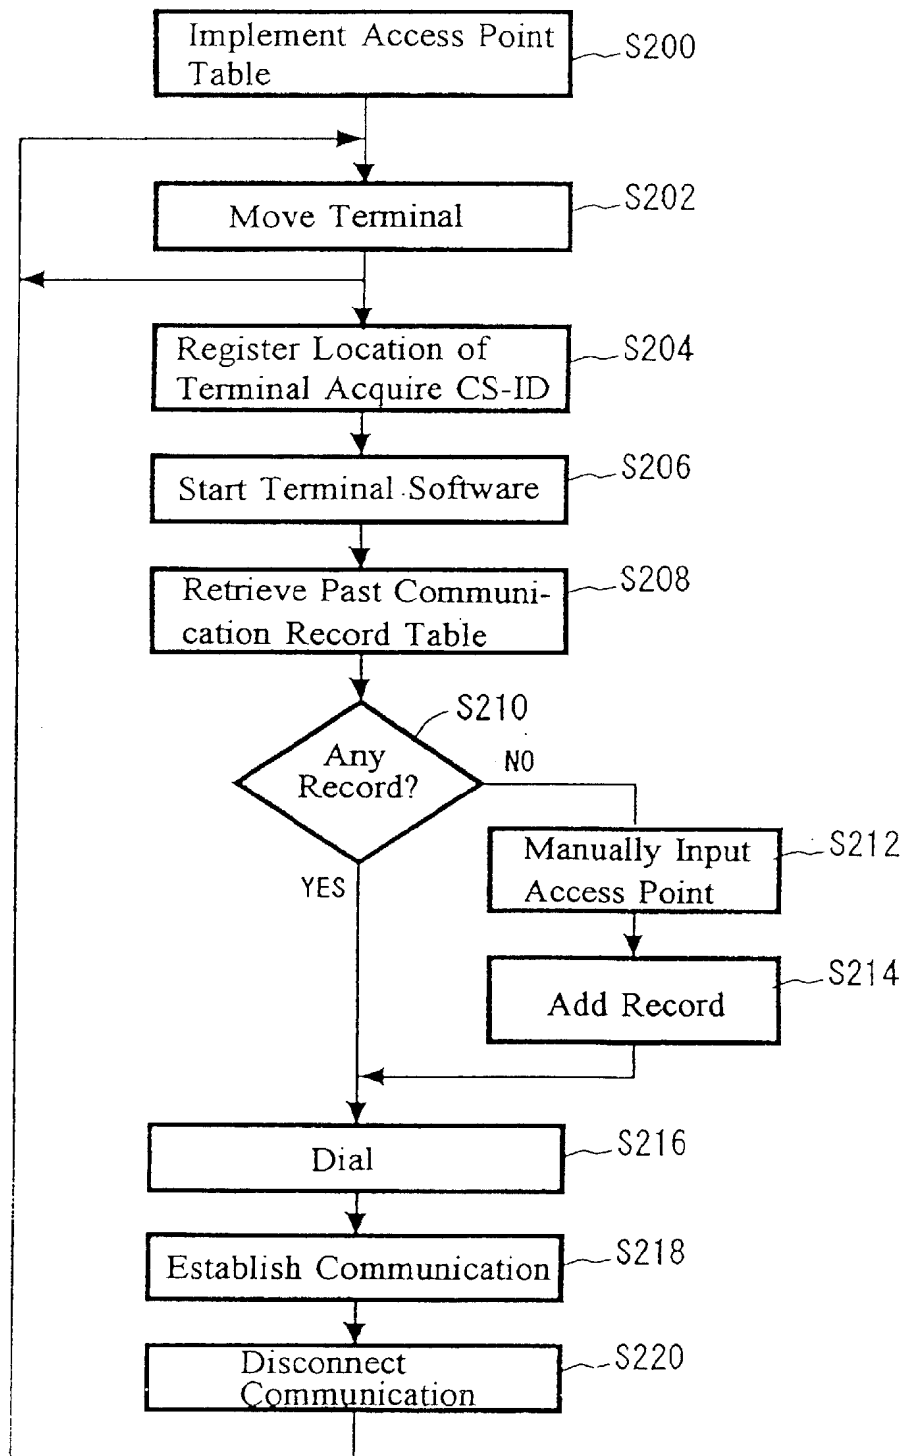 Implement Access Point
Table
S200
Move Terminal
S202
Register Location of
Terminal Acquire CS-ID
S204
Start Terminal Software
S206
Retrieve Past Communi-
cation Record Table
S208
S210
Any
Record?
NO
YES
Manually Input
Access Point
S212
Add Record
S214
Dial
S216
Establish Communication
S218
Disconnect
Communication
S220